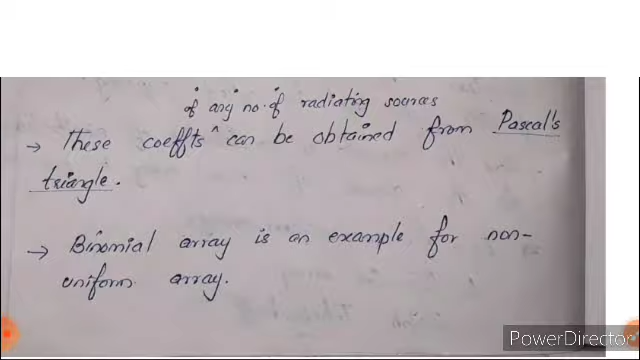 of any no. of radiating sources
→ These coeffts ^ can be obtained from Pascal's
triangle.
→ Binomial array is an example for non-
uniform array.
PowerDirector